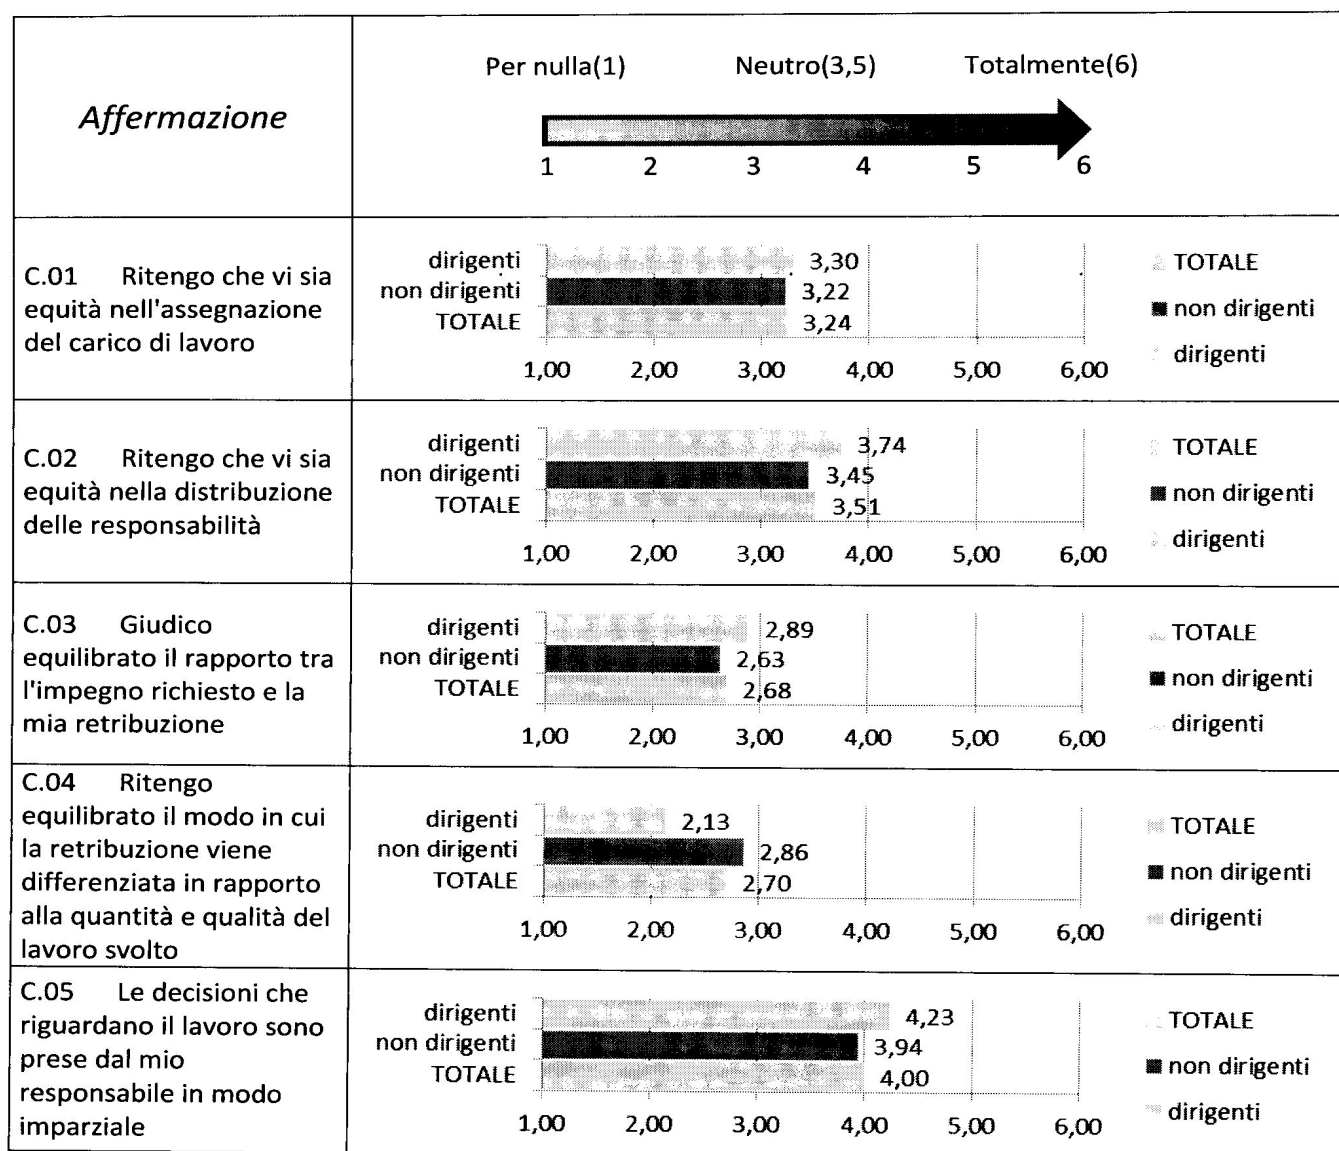 Affermazione
Per nulla(1) Neutro(3,5) Totalmente(6)
1 2 3 4 5 6
C.01 Ritengo che vi sia
equità nell'assegnazione
del carico di lavoro
dirigenti 3,30
non dirigenti 3,22
TOTALE 3,24
1,00 2,00 3,00 4,00 5,00 6,00
TOTALE
non dirigenti
dirigenti
C.02 Ritengo che vi sia
equità nella distribuzione
delle responsabilità
dirigenti 3,74
non dirigenti 3,45
TOTALE 3,51
1,00 2,00 3,00 4,00 5,00 6,00
TOTALE
non dirigenti
dirigenti
C.03 Giudico
equilibrato il rapporto tra
l'impegno richiesto e la
mia retribuzione
dirigenti 2,89
non dirigenti 2,63
TOTALE 2,68
1,00 2,00 3,00 4,00 5,00 6,00
TOTALE
non dirigenti
dirigenti
C.04 Ritengo
equilibrato il modo in cui
la retribuzione viene
differenziata in rapporto
alla quantità e qualità del
lavoro svolto
dirigenti 2,13
non dirigenti 2,86
TOTALE 2,70
1,00 2,00 3,00 4,00 5,00 6,00
TOTALE
non dirigenti
dirigenti
C.05 Le decisioni che
riguardano il lavoro sono
prese dal mio
responsabile in modo
imparziale
dirigenti 4,23
non dirigenti 3,94
TOTALE 4,00
1,00 2,00 3,00 4,00 5,00 6,00
TOTALE
non dirigenti
dirigenti